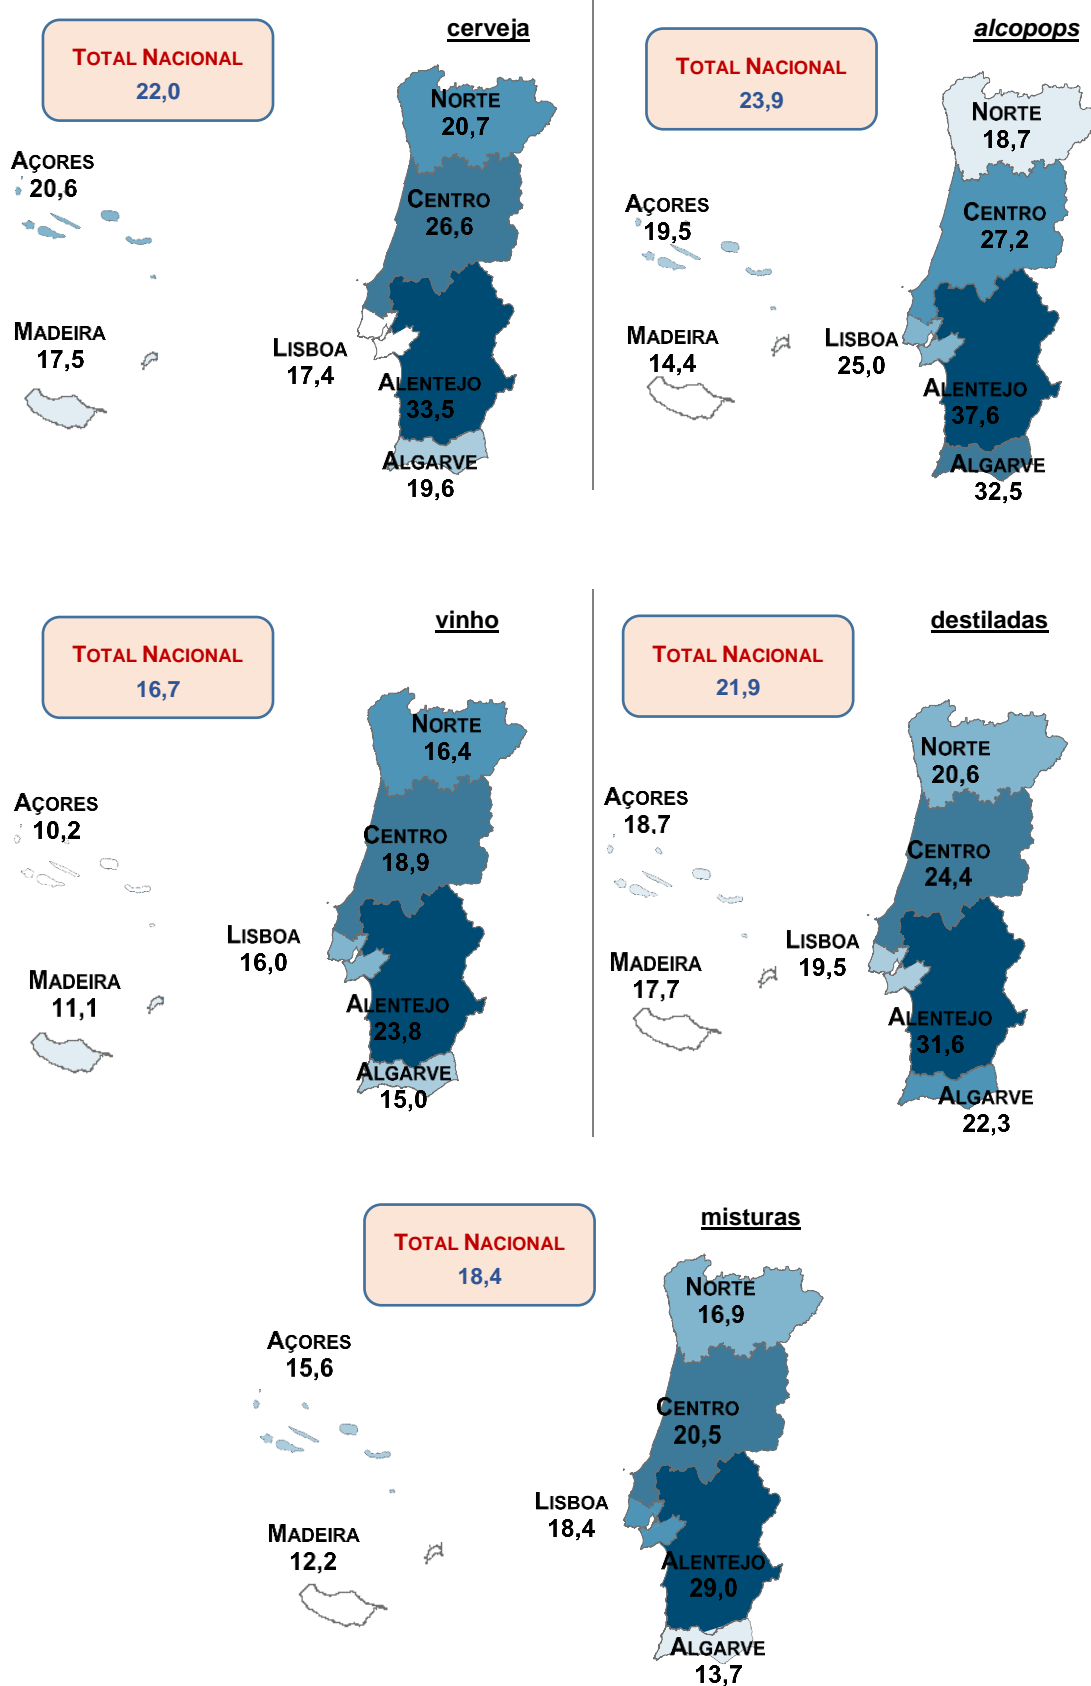 cerveja
TOTAL NACIONAL
22,0
NORTE
20,7
AÇORES
20,6
CENTRO
26,6
MADEIRA
17,5
LISBOA
17,4
ALENTEJO
33,5
ALGARVE
19,6
alcopops
TOTAL NACIONAL
23,9
NORTE
18,7
AÇORES
19,5
CENTRO
27,2
MADEIRA
14,4
LISBOA
25,0
ALENTEJO
37,6
ALGARVE
32,5
vinho
TOTAL NACIONAL
16,7
NORTE
16,4
AÇORES
10,2
CENTRO
18,9
LISBOA
16,0
MADEIRA
11,1
ALENTEJO
23,8
ALGARVE
15,0
destiladas
TOTAL NACIONAL
21,9
NORTE
20,6
AÇORES
18,7
CENTRO
24,4
LISBOA
19,5
MADEIRA
17,7
ALENTEJO
31,6
ALGARVE
22,3
misturas
TOTAL NACIONAL
18,4
NORTE
16,9
AÇORES
15,6
CENTRO
20,5
LISBOA
18,4
MADEIRA
12,2
ALENTEJO
29,0
ALGARVE
13,7